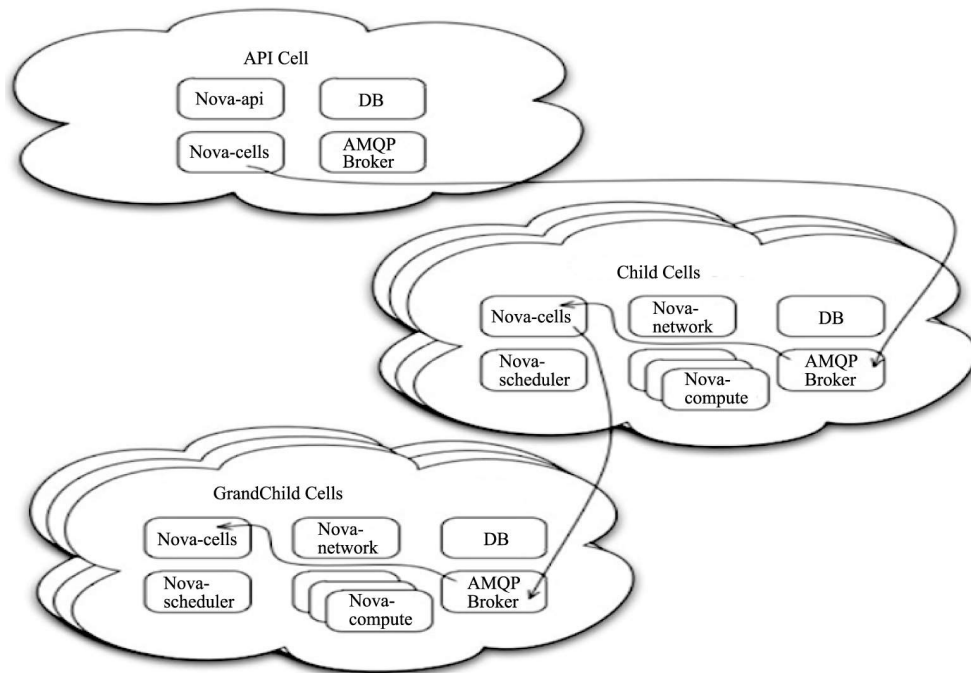 API Cell
Nova-api
DB
Nova-cells
AMQP
Broker
Child Cells
Nova-cells
Nova-
network
DB
Nova-
scheduler
Nova-
compute
AMQP
Broker
GrandChild Cells
Nova-cells
Nova-
network
DB
Nova-
scheduler
Nova-
compute
AMQP
Broker